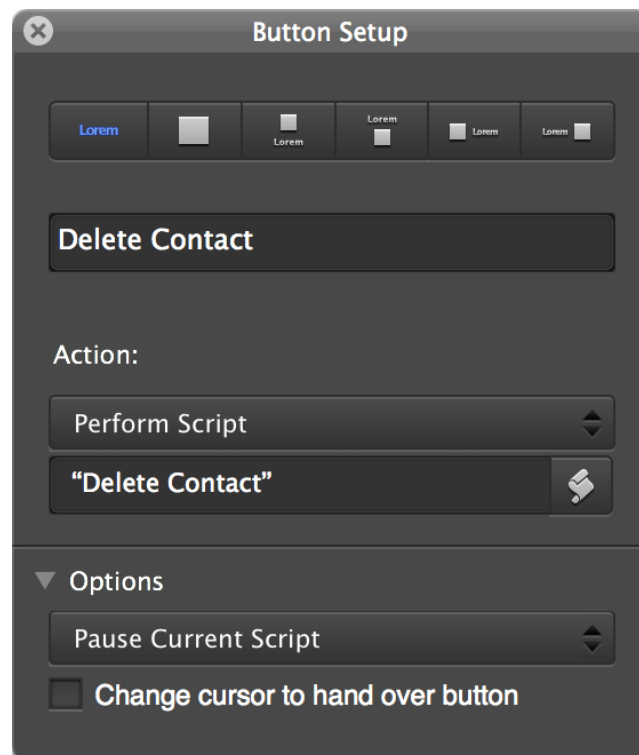 Button Setup
Lorem
Lorem
Lorem
Lorem
Lorem
Delete Contact
Action:
Perform Script
“Delete Contact”
Options
Pause Current Script
Change cursor to hand over button